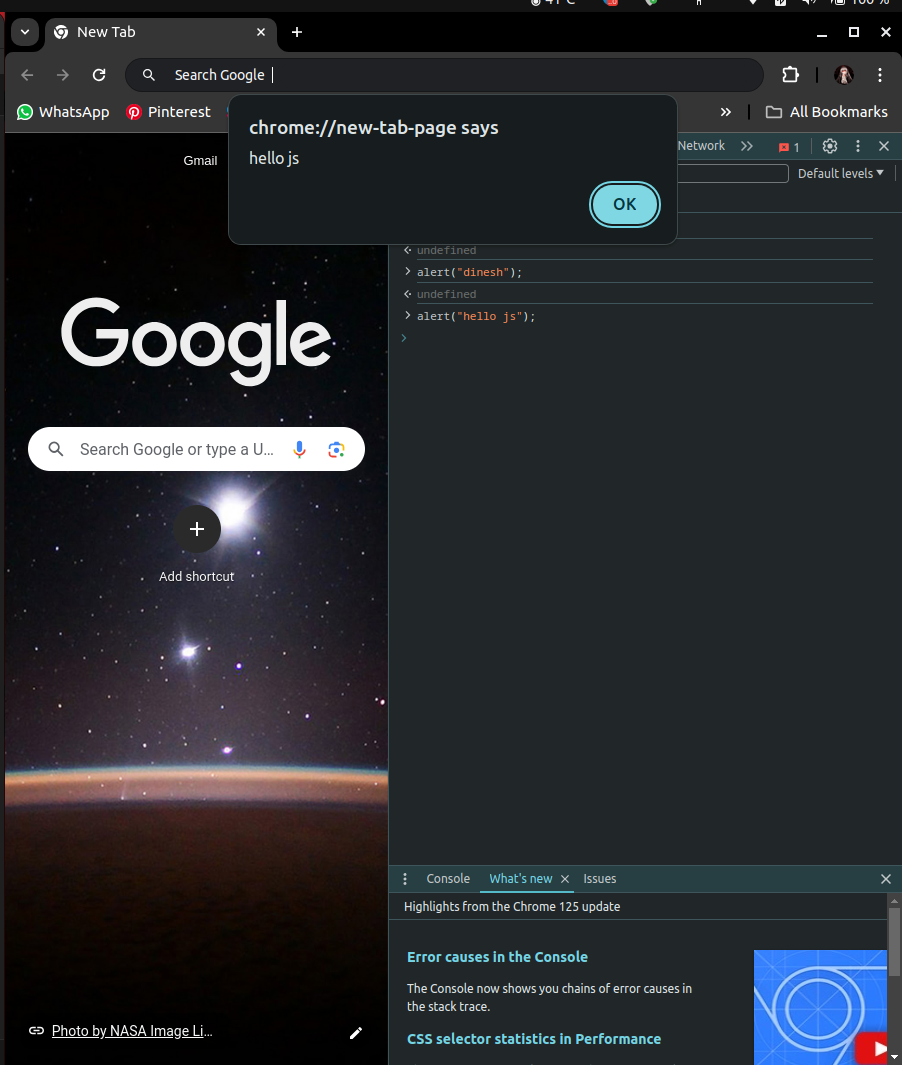 New Tab
Search Google
WhatsApp
Pinterest
All Bookmarks
chrome://new-tab-page says
hello js
OK
Gmail
Network
1
Default levels
undefined
alert("dinesh");
undefined
alert("hello js");
Google
Search Google or type a U...
Add shortcut
Console
What's new
Issues
Highlights from the Chrome 125 update
Error causes in the Console
The Console now shows you chains of error causes in
the stack trace.
CSS selector statistics in Performance
Photo by NASA Image Li...